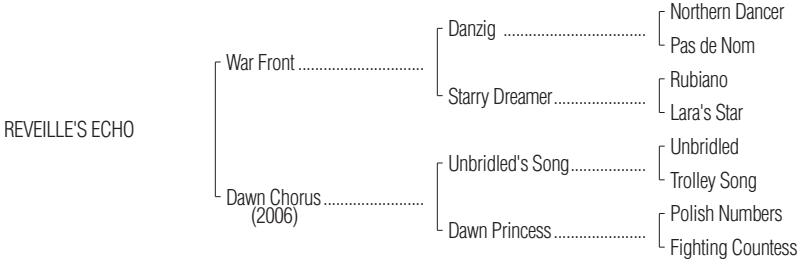 Northern Dancer
Danzig ..................................
Pas de Nom
War Front ..............................
Rubiano
Starry Dreamer......................
Lara's Star
REVEILLE'S ECHO
Unbridled
Unbridled's Song..................
Trolley Song
Dawn Chorus ........................
(2006)
Polish Numbers
Dawn Princess......................
Fighting Countess